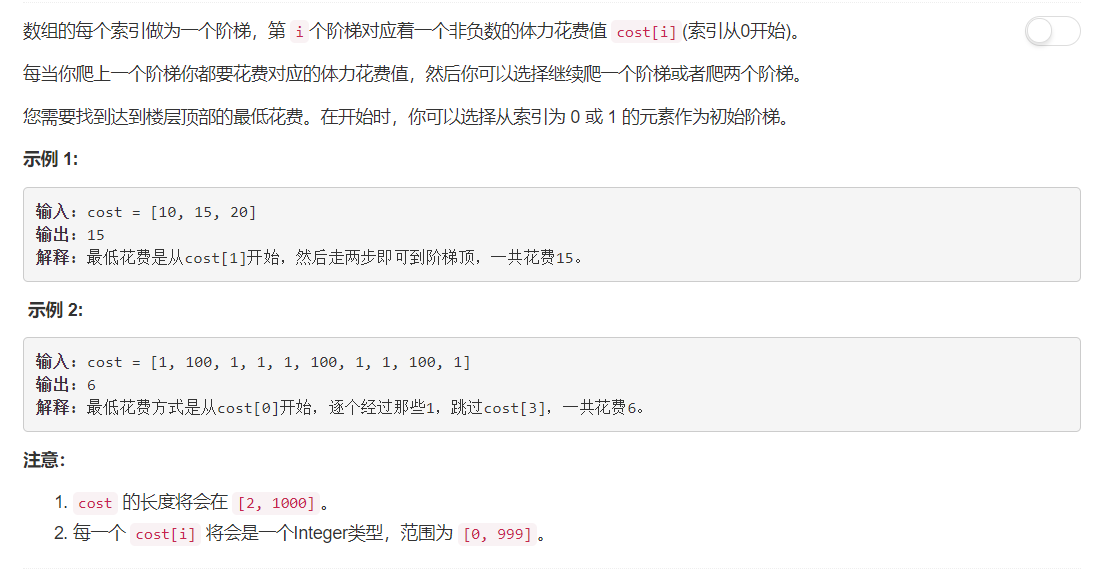 数组的每个索引做为一个阶梯，第 i 个阶梯对应着一个非负数的体力花费值 cost[i] (索引从0开始)。
每当你爬上一个阶梯你都要花费对应的体力花费值，然后你可以选择继续爬一个阶梯或者爬两个阶梯。
您需要找到达到楼层顶部的最低花费。在开始时，你可以选择从索引为 0 或 1 的元素作为初始阶梯。
示例 1:
输入：cost = [10, 15, 20]
输出：15
解释：最低花费是从cost[1]开始，然后走两步即可到阶梯顶，一共花费15。
示例 2:
输入：cost = [1, 100, 1, 1, 1, 100, 1, 1, 100, 1]
输出：6
解释：最低花费方式是从cost[0]开始，逐个经过那些1，跳过cost[3]，一共花费6。
注意：
1. cost 的长度将会在 [2, 1000]。
2. 每一个 cost[i] 将会是一个Integer类型，范围为 [0, 999]。